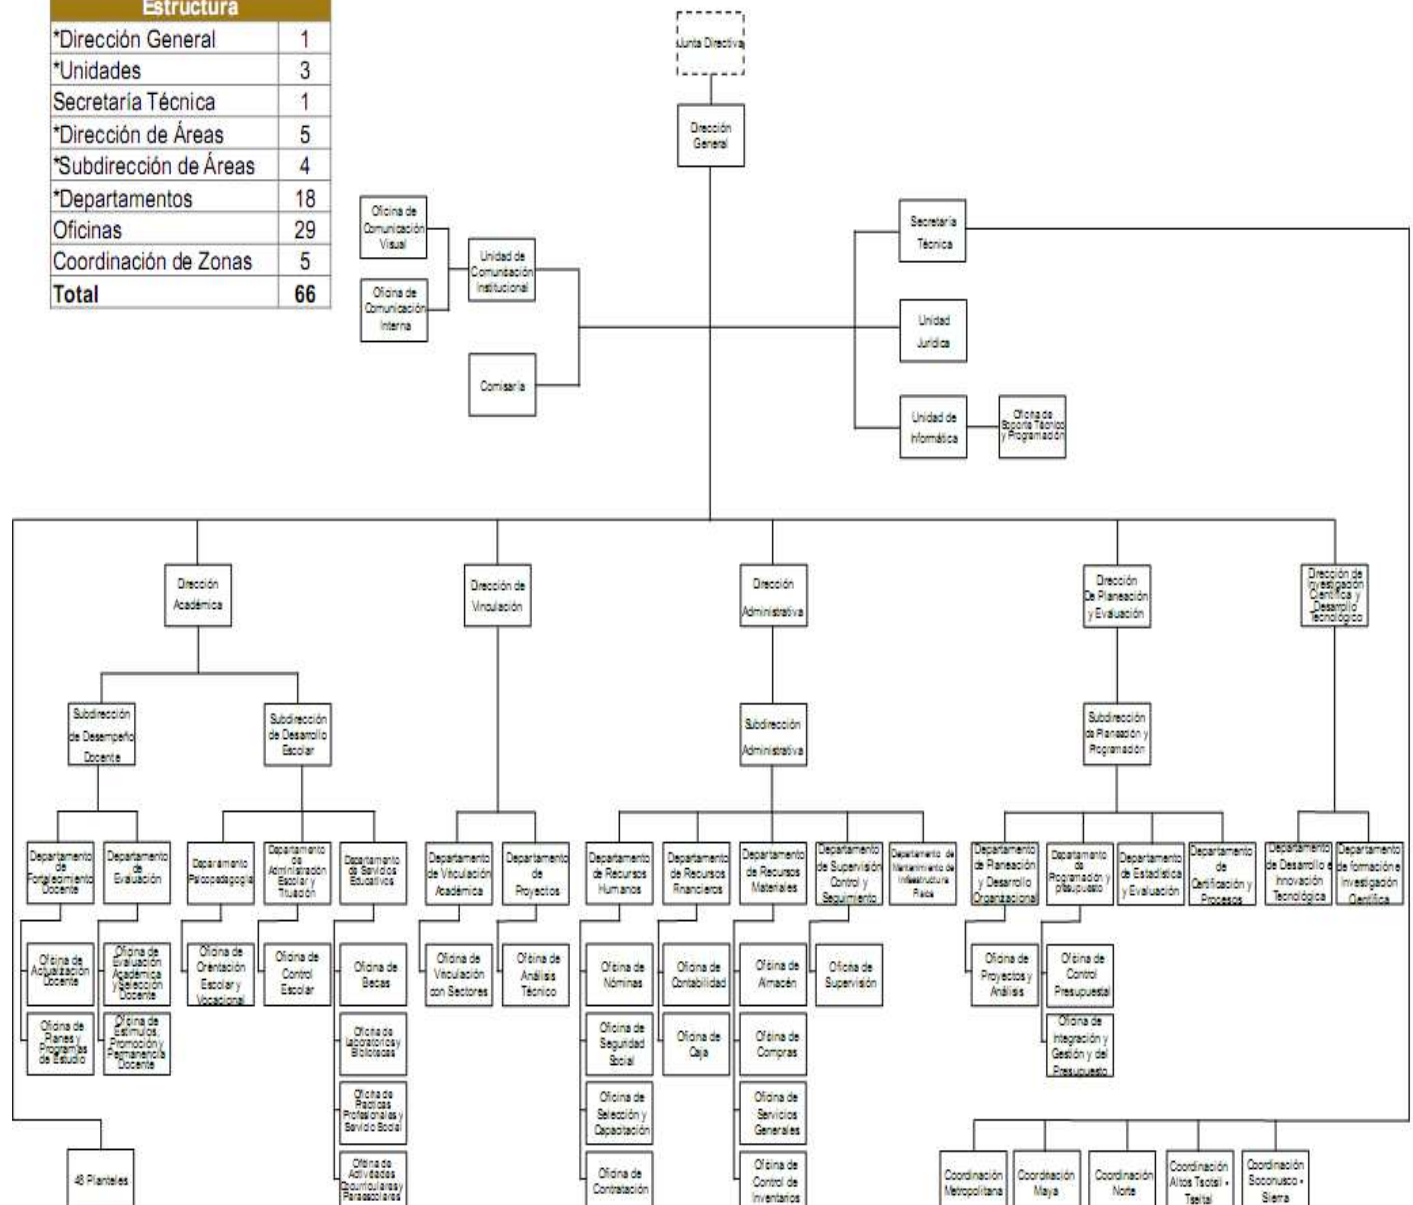 Estructura
*Dirección General 1
*Unidades 3
Secretaría Técnica 1
*Dirección de Áreas 5
*Subdirección de Áreas 4
*Departamentos 18
Oficinas 29
Coordinación de Zonas 5
Total 66
Junta Directiva
Dirección
General
Oficina de
Comunicación
Visual
Oficina de
Comunicación
Interna
Unidad de
Comunicación
Institucional
Comisaría
Secretaría
Técnica
Unidad
Jurídica
Unidad de
Informática
Oficina de
Soporte Técnico
y Programación
Dirección
Académica
Dirección de
Vinculación
Dirección
Administrativa
Dirección
De Planeación
y Evaluación
Dirección de
Investigación
Científica y
Desarrollo
Tecnológico
Subdirección
de Desempeño
Docente
Subdirección
de Desarrollo
Escolar
Subdirección
Administrativa
Subdirección
de Planeación y
Programación
Departamento
de
Fortalecimiento
Docente
Departamento
de
Evaluación
Departamento
Psicopedagogía
Departamento
de
Administración
Escolar y
Titulación
Departamento
de Servicios
Educativos
Departamento
de Vinculación
Académica
Departamento
de
Proyectos
Departamento
de Recursos
Humanos
Departamento
de Recursos
Financieros
Departamento
de Recursos
Materiales
Departamento
de Supervisión
Control y
Seguimiento
Departamento de
Mantenimiento de
Infraestructura
Física
Departamento
de Planeación
y Desarrollo
Organizacional
Departamento
de
Programación y
presupuesto
Departamento
de Estadística
y Evaluación
Departamento
de
Certificación y
Procesos
Departamento
de Desarrollo e
Innovación
Tecnológica
Departamento
de formación e
Investigación
Científica
Oficina de
Actualización
Docente
Oficina de
Planes y
Programas
de Estudio
Oficina de
Evaluación
Académica
y Selección
Docente
Oficina de
Estímulos,
Promoción y
Permanencia
Docente
Oficina de
Orientación
Escolar y
Vocacional
Oficina de
Control
Escolar
Oficina de
Becas
Oficina de
Laboratorios y
Bibliotecas
Oficina de
Prácticas
Profesionales y
Servicio Social
Oficina de
Actividades
Cocurriculares y
Paraescolares
Oficina de
Vinculación
con Sectores
Oficina de
Análisis
Técnico
Oficina de
Nóminas
Oficina de
Seguridad
Social
Oficina de
Selección y
Capacitación
Oficina de
Contratación
Oficina de
Contabilidad
Oficina de
Caja
Oficina de
Almacén
Oficina de
Compras
Oficina de
Servicios
Generales
Oficina de
Control de
Inventarios
Oficina de
Supervisión
Oficina de
Proyectos y
Análisis
Oficina de
Control
Presupuestal
Oficina de
Integración y
Gestión y del
Presupuesto
48 Planteles
Coordinación
Metropolitana
Coordinación
Maya
Coordinación
Norte
Coordinación
Altos Tsotsil -
Tseltal
Coordinación
Soconusco -
Sierra